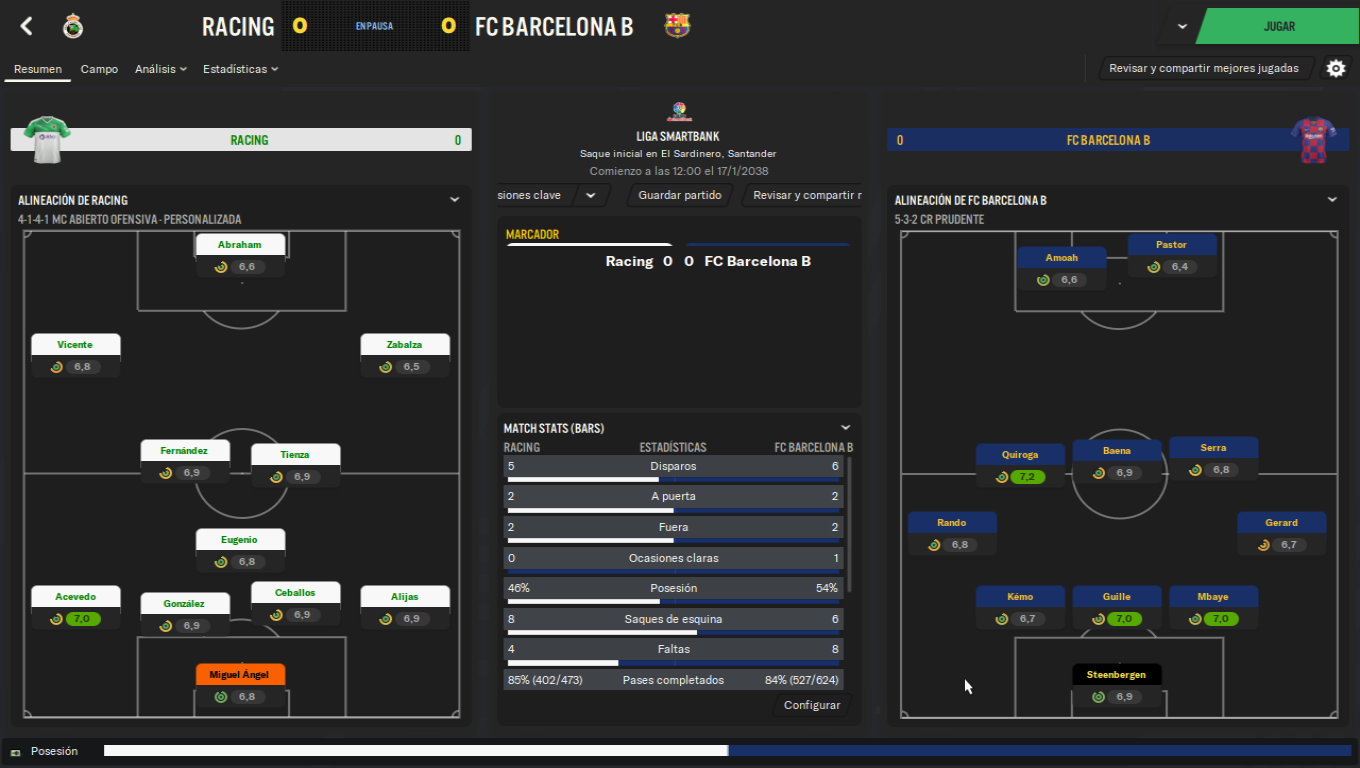 RACING 0 EN PAUSA 0 FC BARCELONA B
JUGAR
Resumen Campo Análisis Estadísticas
Revisar y compartir mejores jugadas
RACING 0
LIGA SMARTBANK
Saque inicial en El Sardinero, Santander
Comienzo a las 12:00 el 17/1/2038
0 FC BARCELONA B
siones clave Guardar partido Revisar y compartir r
ALINEACIÓN DE RACING
4-1-4-1 MC ABIERTO OFENSIVA - PERSONALIZADA
Abraham
6,6
Vicente Zabalza
6,8 6,5
Fernández Tienza
6,9 6,9
Eugenio
6,8
Acevedo González Ceballos Alijas
7,0 6,9 6,9 6,9
Miguel Ángel
6,8
MARCADOR
Racing 0 0 FC Barcelona B
MATCH STATS (BARS)
RACING ESTADÍSTICAS FC BARCELONA B
5 Disparos 6
2 A puerta 2
2 Fuera 2
0 Ocasiones claras 1
46% Posesión 54%
8 Saques de esquina 6
4 Faltas 8
85% (402/473) Pases completados 84% (527/624)
Configurar
ALINEACIÓN DE FC BARCELONA B
5-3-2 CR PRUDENTE
Amoah Pastor
6,6 6,4
Quiroga Baena Serra
7,2 6,9 6,8
Rando Gerard
6,8 6,7
Kémo Guille Mbaye
6,7 7,0 7,0
Steenbergen
6,9
Posesión